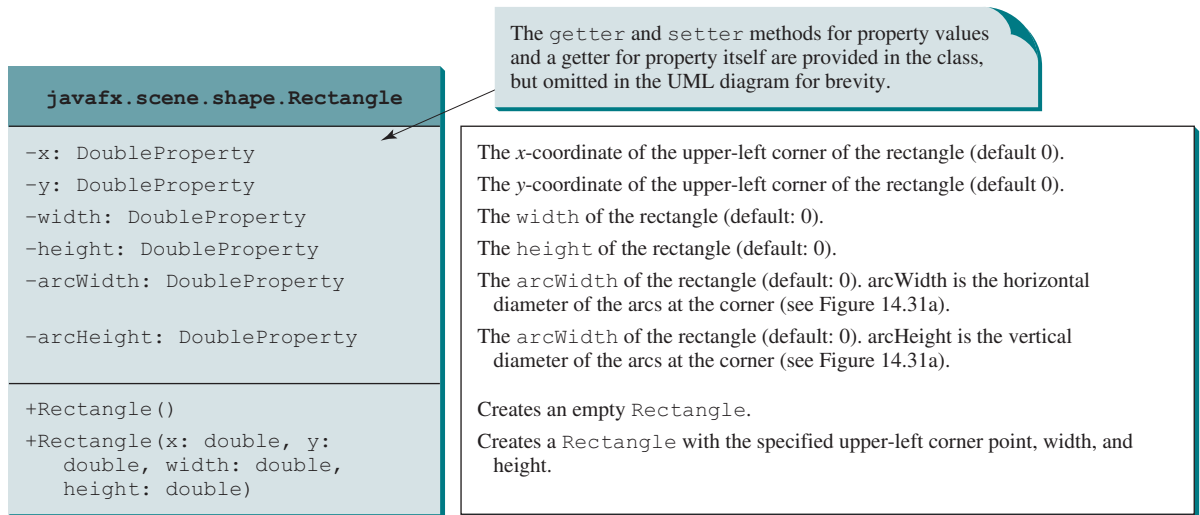 The getter and setter methods for property values
and a getter for property itself are provided in the class,
but omitted in the UML diagram for brevity.
javafx.scene.shape.Rectangle
-x: DoubleProperty
The x-coordinate of the upper-left corner of the rectangle (default 0).
-y: DoubleProperty
The y-coordinate of the upper-left corner of the rectangle (default 0).
-width: DoubleProperty
The width of the rectangle (default: 0).
-height: DoubleProperty
The height of the rectangle (default: 0).
-arcWidth: DoubleProperty
The arcWidth of the rectangle (default: 0). arcWidth is the horizontal
diameter of the arcs at the corner (see Figure 14.31a).
-arcHeight: DoubleProperty
The arcWidth of the rectangle (default: 0). arcHeight is the vertical
diameter of the arcs at the corner (see Figure 14.31a).
+Rectangle()
Creates an empty Rectangle.
+Rectangle(x: double, y:
double, width: double,
height: double)
Creates a Rectangle with the specified upper-left corner point, width, and
height.